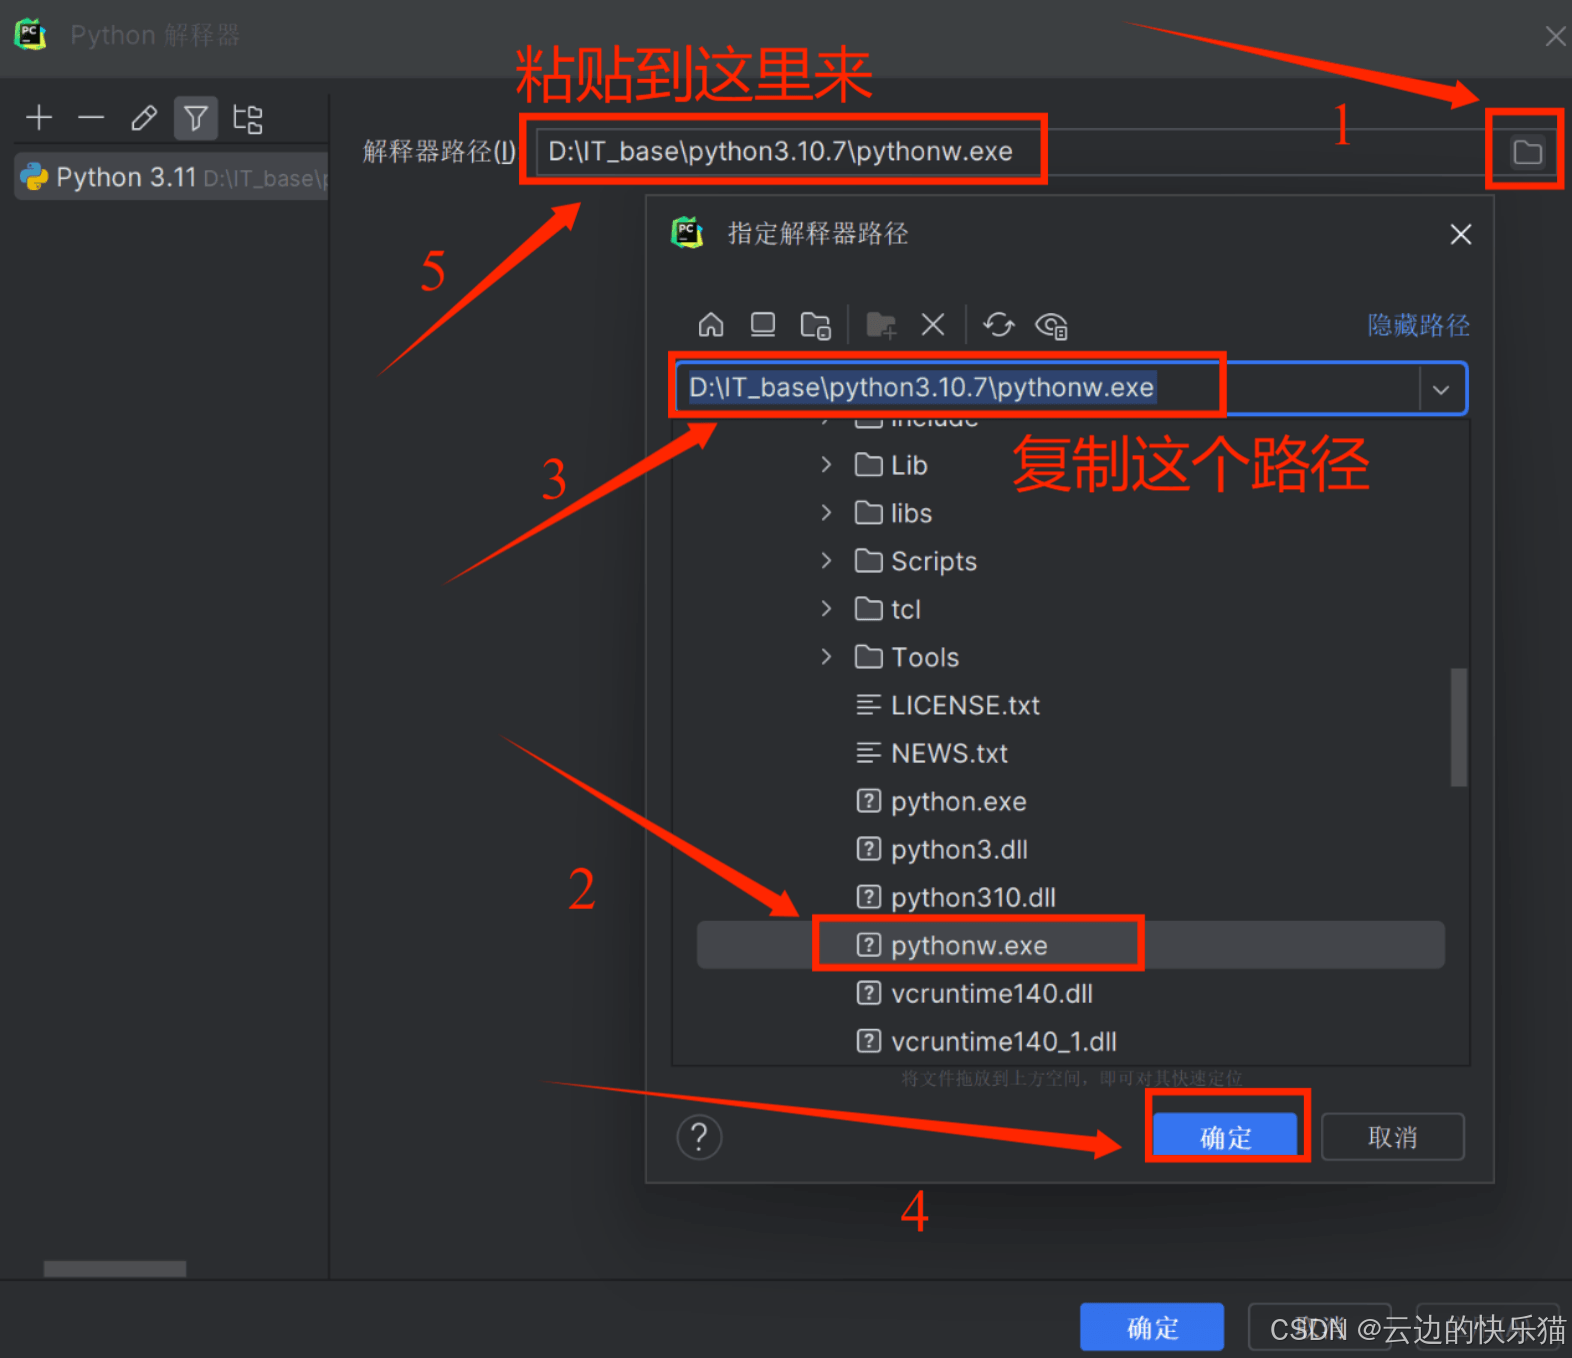 Python 解释器
粘贴到这里来
1
解释器路径(I)
D:\IT_base\python3.10.7\pythonw.exe
Python 3.11 D:\IT_base\p
5
指定解释器路径
隐藏路径
D:\IT_base\python3.10.7\pythonw.exe
include
复制这个路径
3
Lib
libs
Scripts
tcl
Tools
LICENSE.txt
NEWS.txt
python.exe
python3.dll
python310.dll
2
pythonw.exe
vcruntime140.dll
vcruntime140_1.dll
将文件拖放到上方空间，即可对其快速定位
?
确定
取消
4
确定
取消
CSDN @云边的快乐猫